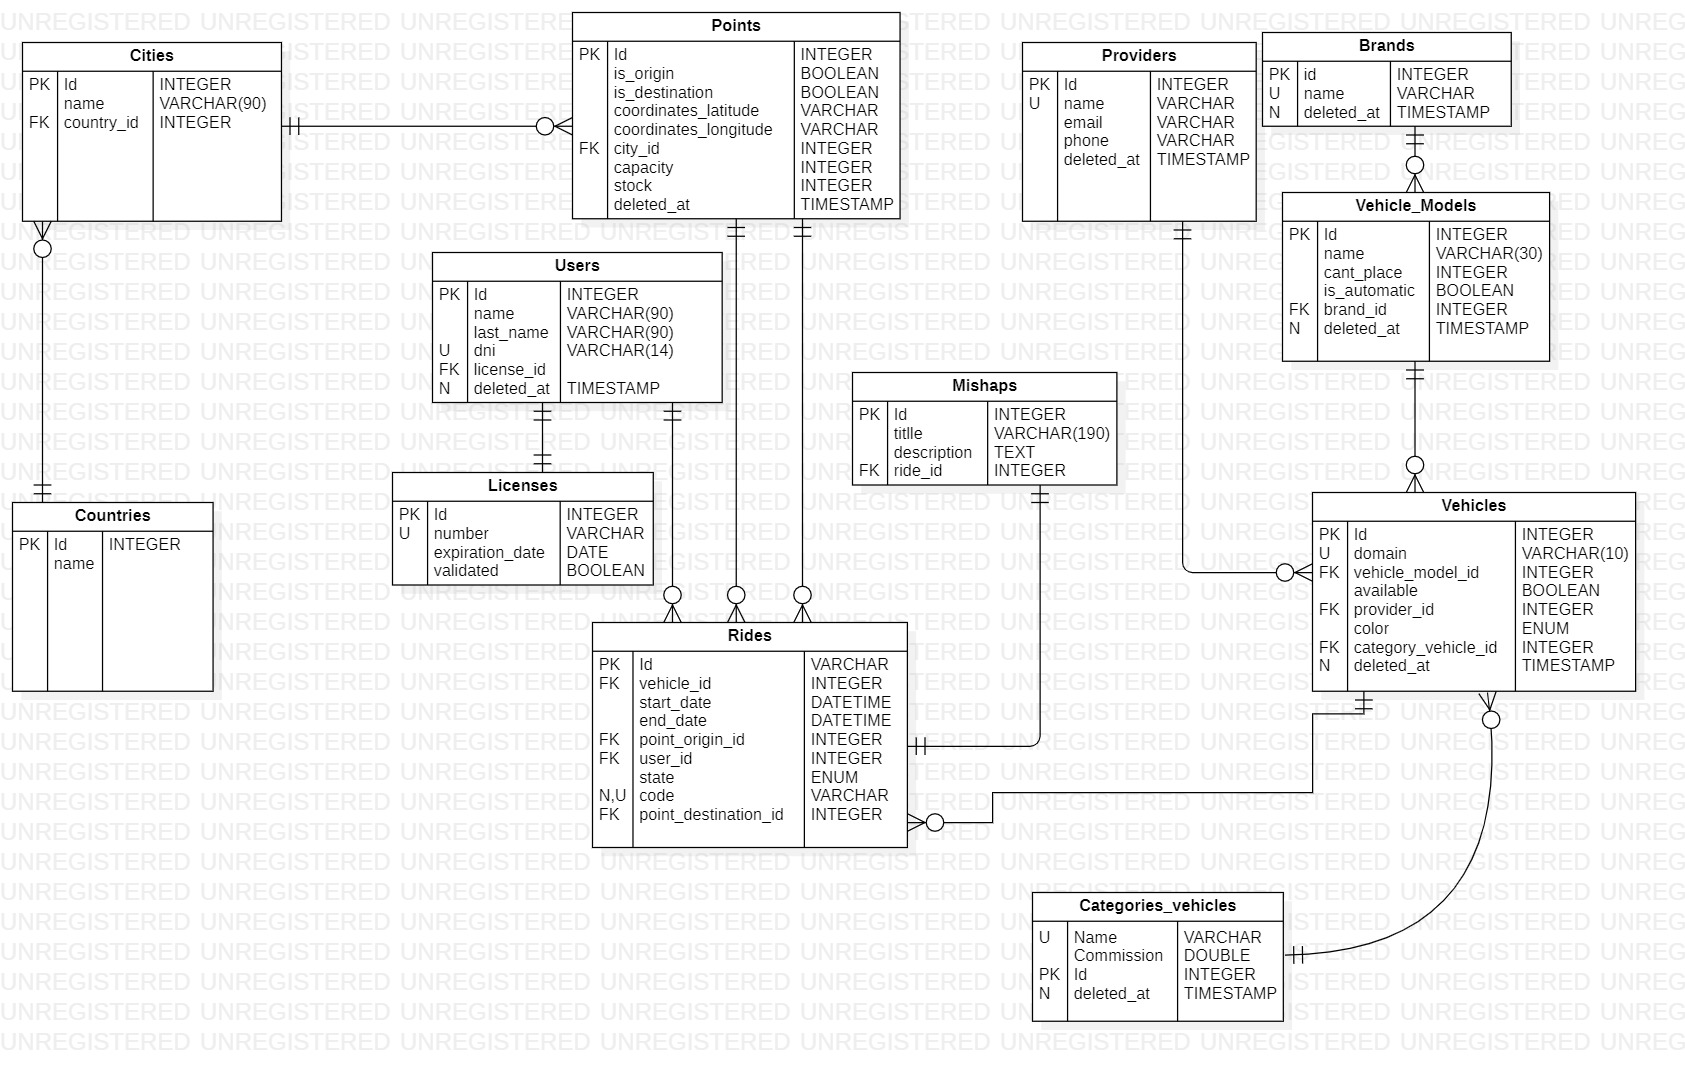 Cities
PK Id INTEGER
name VARCHAR(90)
FK country_id INTEGER
Points
PK Id INTEGER
is_origin BOOLEAN
is_destination BOOLEAN
coordinates_latitude VARCHAR
coordinates_longitude VARCHAR
FK city_id INTEGER
capacity INTEGER
stock INTEGER
deleted_at TIMESTAMP
Providers
PK Id INTEGER
U name VARCHAR
email VARCHAR
phone VARCHAR
deleted_at TIMESTAMP
Brands
PK id INTEGER
U name VARCHAR
N deleted_at TIMESTAMP
Vehicle_Models
PK Id INTEGER
name VARCHAR(30)
cant_place INTEGER
is_automatic BOOLEAN
FK brand_id INTEGER
N deleted_at TIMESTAMP
Users
PK Id INTEGER
name VARCHAR(90)
last_name VARCHAR(90)
U dni VARCHAR(14)
FK license_id
N deleted_at TIMESTAMP
Mishaps
PK Id INTEGER
titlle VARCHAR(190)
description TEXT
FK ride_id INTEGER
Licenses
PK Id INTEGER
U number VARCHAR
expiration_date DATE
validated BOOLEAN
Countries
PK Id INTEGER
name
Vehicles
PK Id INTEGER
U domain VARCHAR(10)
FK vehicle_model_id INTEGER
available BOOLEAN
FK provider_id INTEGER
color ENUM
FK category_vehicle_id INTEGER
N deleted_at TIMESTAMP
Rides
PK Id VARCHAR
FK vehicle_id INTEGER
start_date DATETIME
end_date DATETIME
FK point_origin_id INTEGER
FK user_id INTEGER
state ENUM
N,U code VARCHAR
FK point_destination_id INTEGER
Categories_vehicles
U Name VARCHAR
Commission DOUBLE
PK Id INTEGER
N deleted_at TIMESTAMP
UNREGISTERED